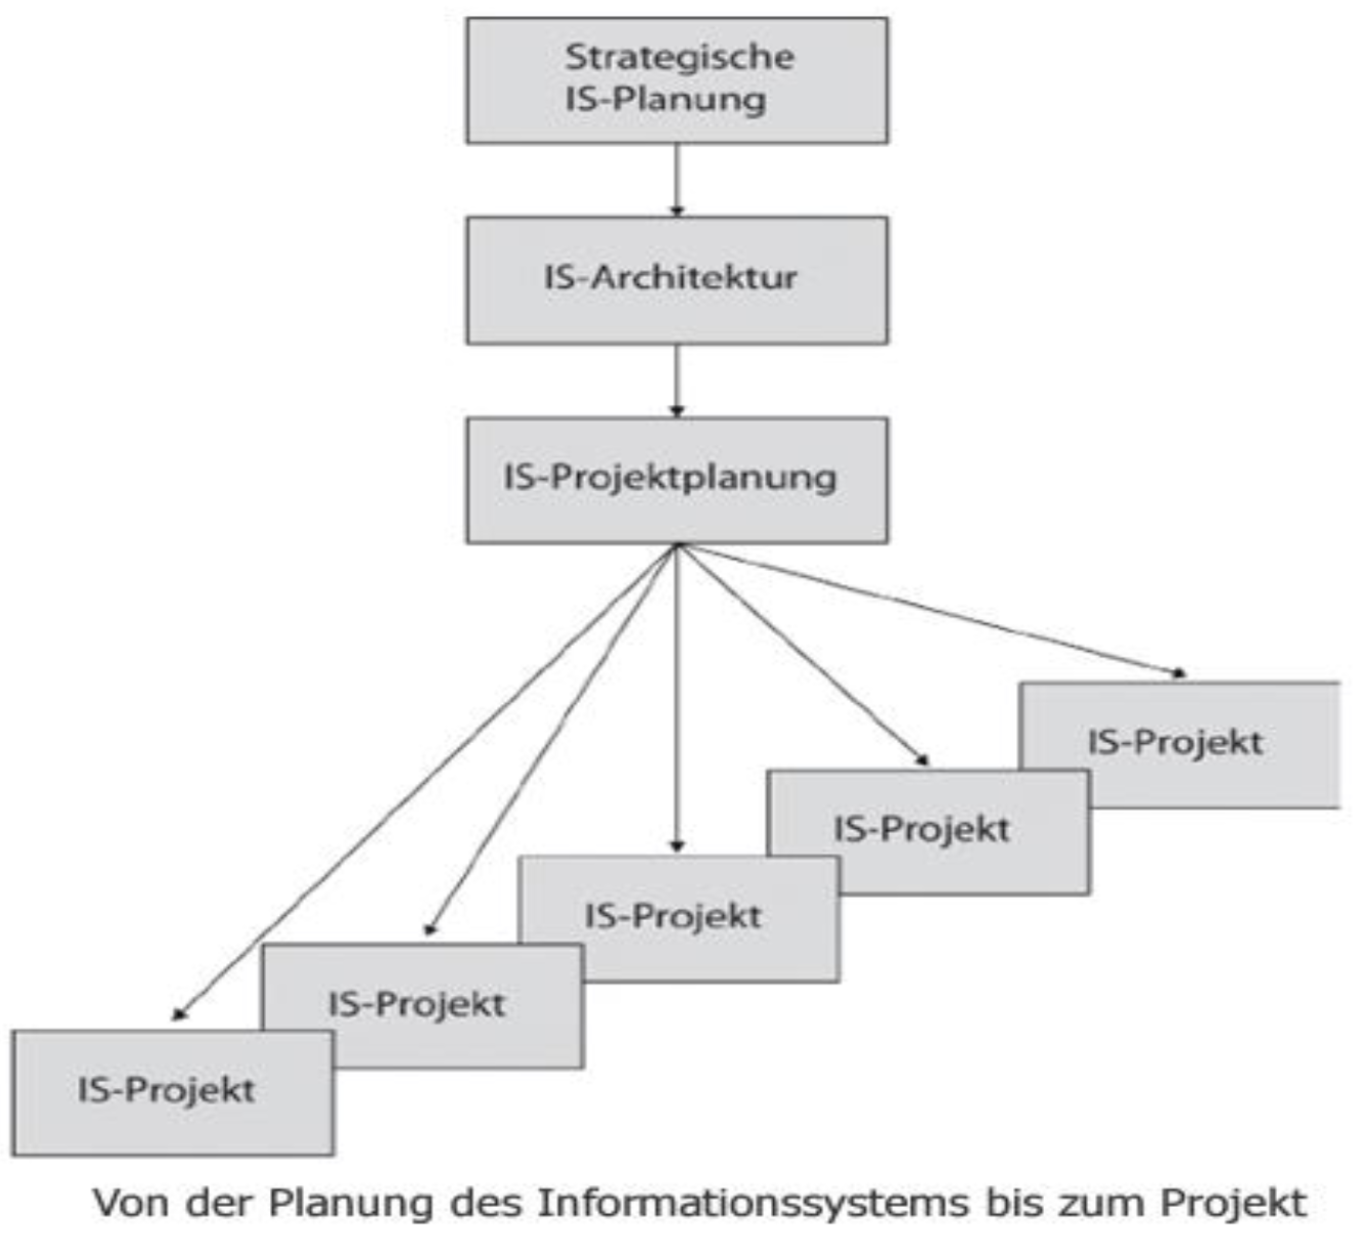 Strategische
IS-Planung
IS-Architektur
IS-Projektplanung
IS-Projekt
IS-Projekt
IS-Projekt
IS-Projekt
IS-Projekt
Von der Planung des Informationssystems bis zum Projekt